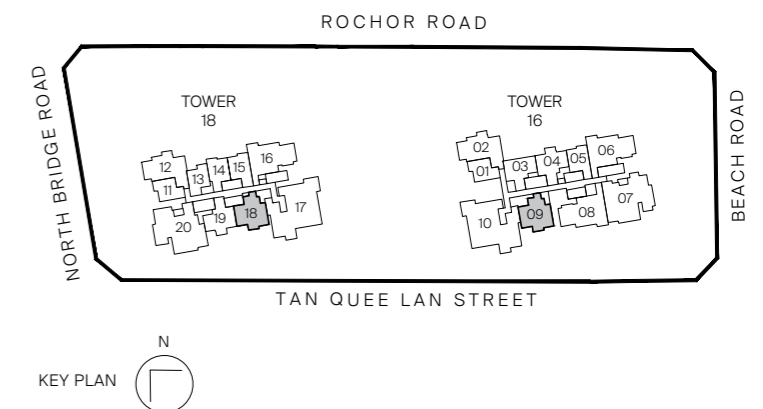 ROCHOR ROAD
NORTH BRIDGE ROAD
BEACH ROAD
TOWER
18
TOWER
16
12
11
13
14
15
16
17
18
19
20
02
01
03
04
05
06
07
08
09
10
TAN QUEE LAN STREET
N
KEY PLAN